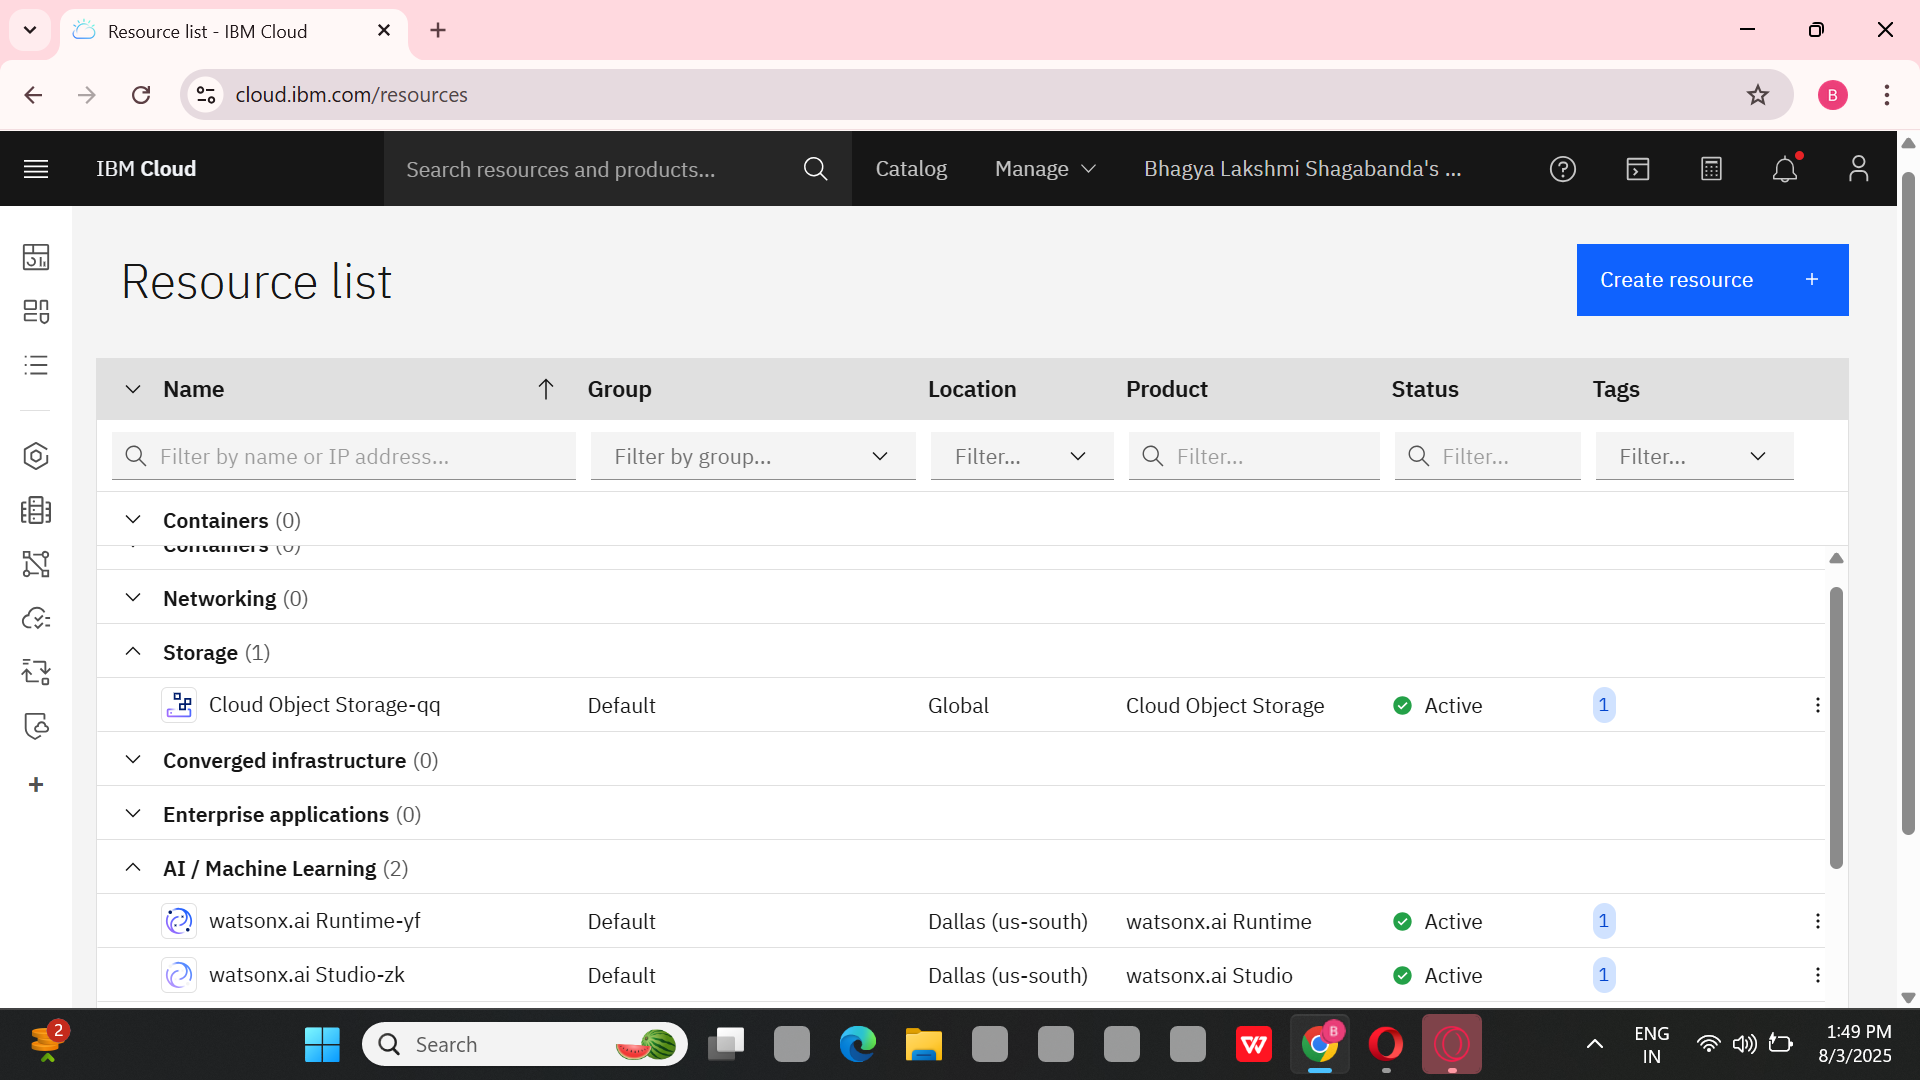 Resource list - IBM Cloud
cloud.ibm.com/resources
B
IBM Cloud
Search resources and products...
Catalog
Manage
Bhagya Lakshmi Shagabanda's ...
Resource list
Create resource +
Name Group Location Product Status Tags
Filter by name or IP address... Filter by group... Filter... Filter... Filter... Filter...
Containers (0)
Containers (0)
Networking (0)
Storage (1)
Cloud Object Storage-qq Default Global Cloud Object Storage Active 1
Converged infrastructure (0)
Enterprise applications (0)
AI / Machine Learning (2)
watsonx.ai Runtime-yf Default Dallas (us-south) watsonx.ai Runtime Active 1
watsonx.ai Studio-zk Default Dallas (us-south) watsonx.ai Studio Active 1
2
Search
W
B
ENG
IN
1:49 PM
8/3/2025